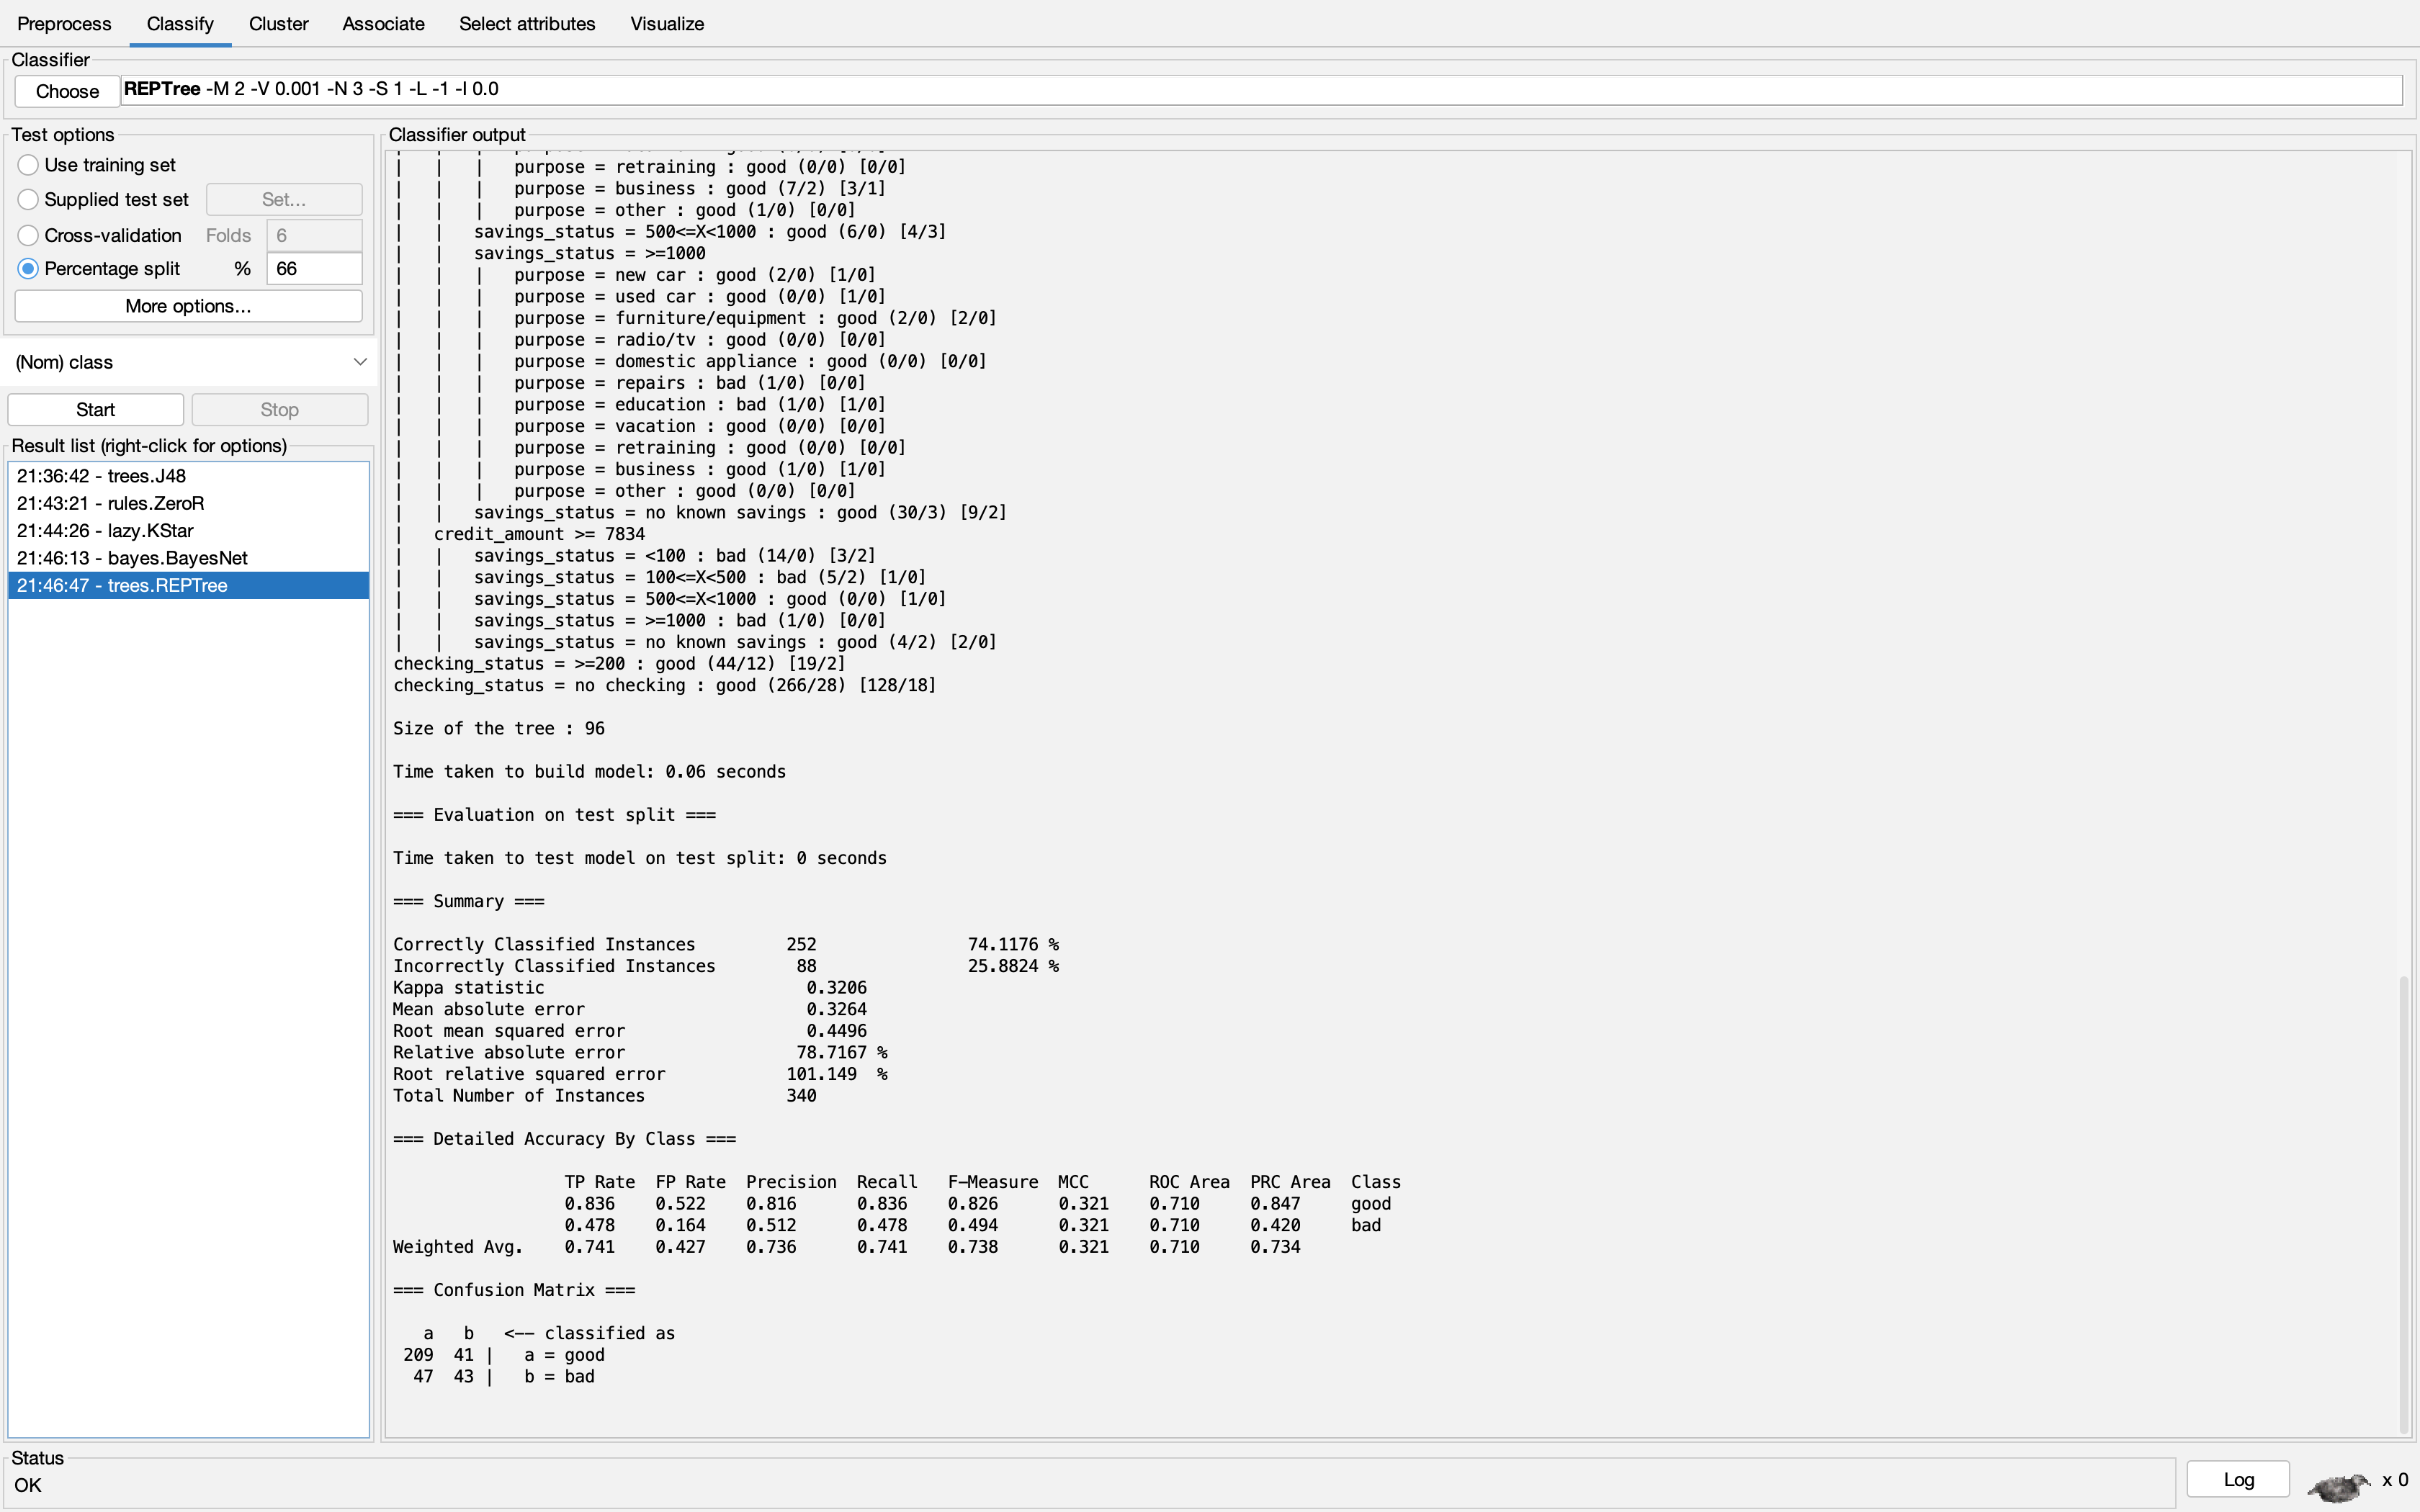 Preprocess Classify Cluster Associate Select attributes Visualize
Classifier
Choose REPTree -M 2 -V 0.001 -N 3 -S 1 -L -1 -I 0.0
Test options
Use training set
Supplied test set Set...
Cross-validation Folds 6
Percentage split % 66
More options...
(Nom) class
Start Stop
Result list (right-click for options)
21:36:42 - trees.J48
21:43:21 - rules.ZeroR
21:44:26 - lazy.KStar
21:46:13 - bayes.BayesNet
21:46:47 - trees.REPTree
Classifier output
| | | purpose = retraining : good (0/0) [0/0]
| | | purpose = business : good (7/2) [3/1]
| | | purpose = other : good (1/0) [0/0]
| | savings_status = 500<=X<1000 : good (6/0) [4/3]
| | savings_status = >=1000
| | | purpose = new car : good (2/0) [1/0]
| | | purpose = used car : good (0/0) [1/0]
| | | purpose = furniture/equipment : good (2/0) [2/0]
| | | purpose = radio/tv : good (0/0) [0/0]
| | | purpose = domestic appliance : good (0/0) [0/0]
| | | purpose = repairs : bad (1/0) [0/0]
| | | purpose = education : bad (1/0) [1/0]
| | | purpose = vacation : good (0/0) [0/0]
| | | purpose = retraining : good (0/0) [0/0]
| | | purpose = business : good (1/0) [1/0]
| | | purpose = other : good (0/0) [0/0]
| | savings_status = no known savings : good (30/3) [9/2]
| credit_amount >= 7834
| | savings_status = <100 : bad (14/0) [3/2]
| | savings_status = 100<=X<500 : bad (5/2) [1/0]
| | savings_status = 500<=X<1000 : good (0/0) [1/0]
| | savings_status = >=1000 : bad (1/0) [0/0]
| | savings_status = no known savings : good (4/2) [2/0]
checking_status = >=200 : good (44/12) [19/2]
checking_status = no checking : good (266/28) [128/18]
Size of the tree : 96
Time taken to build model: 0.06 seconds
=== Evaluation on test split ===
Time taken to test model on test split: 0 seconds
=== Summary ===
Correctly Classified Instances 252 74.1176 %
Incorrectly Classified Instances 88 25.8824 %
Kappa statistic 0.3206
Mean absolute error 0.3264
Root mean squared error 0.4496
Relative absolute error 78.7167 %
Root relative squared error 101.149 %
Total Number of Instances 340
=== Detailed Accuracy By Class ===
TP Rate FP Rate Precision Recall F-Measure MCC ROC Area PRC Area Class
0.836 0.522 0.816 0.836 0.826 0.321 0.710 0.847 good
0.478 0.164 0.512 0.478 0.494 0.321 0.710 0.420 bad
Weighted Avg. 0.741 0.427 0.736 0.741 0.738 0.321 0.710 0.734
=== Confusion Matrix ===
a b <-- classified as
209 41 | a = good
47 43 | b = bad
Status
OK
Log x 0